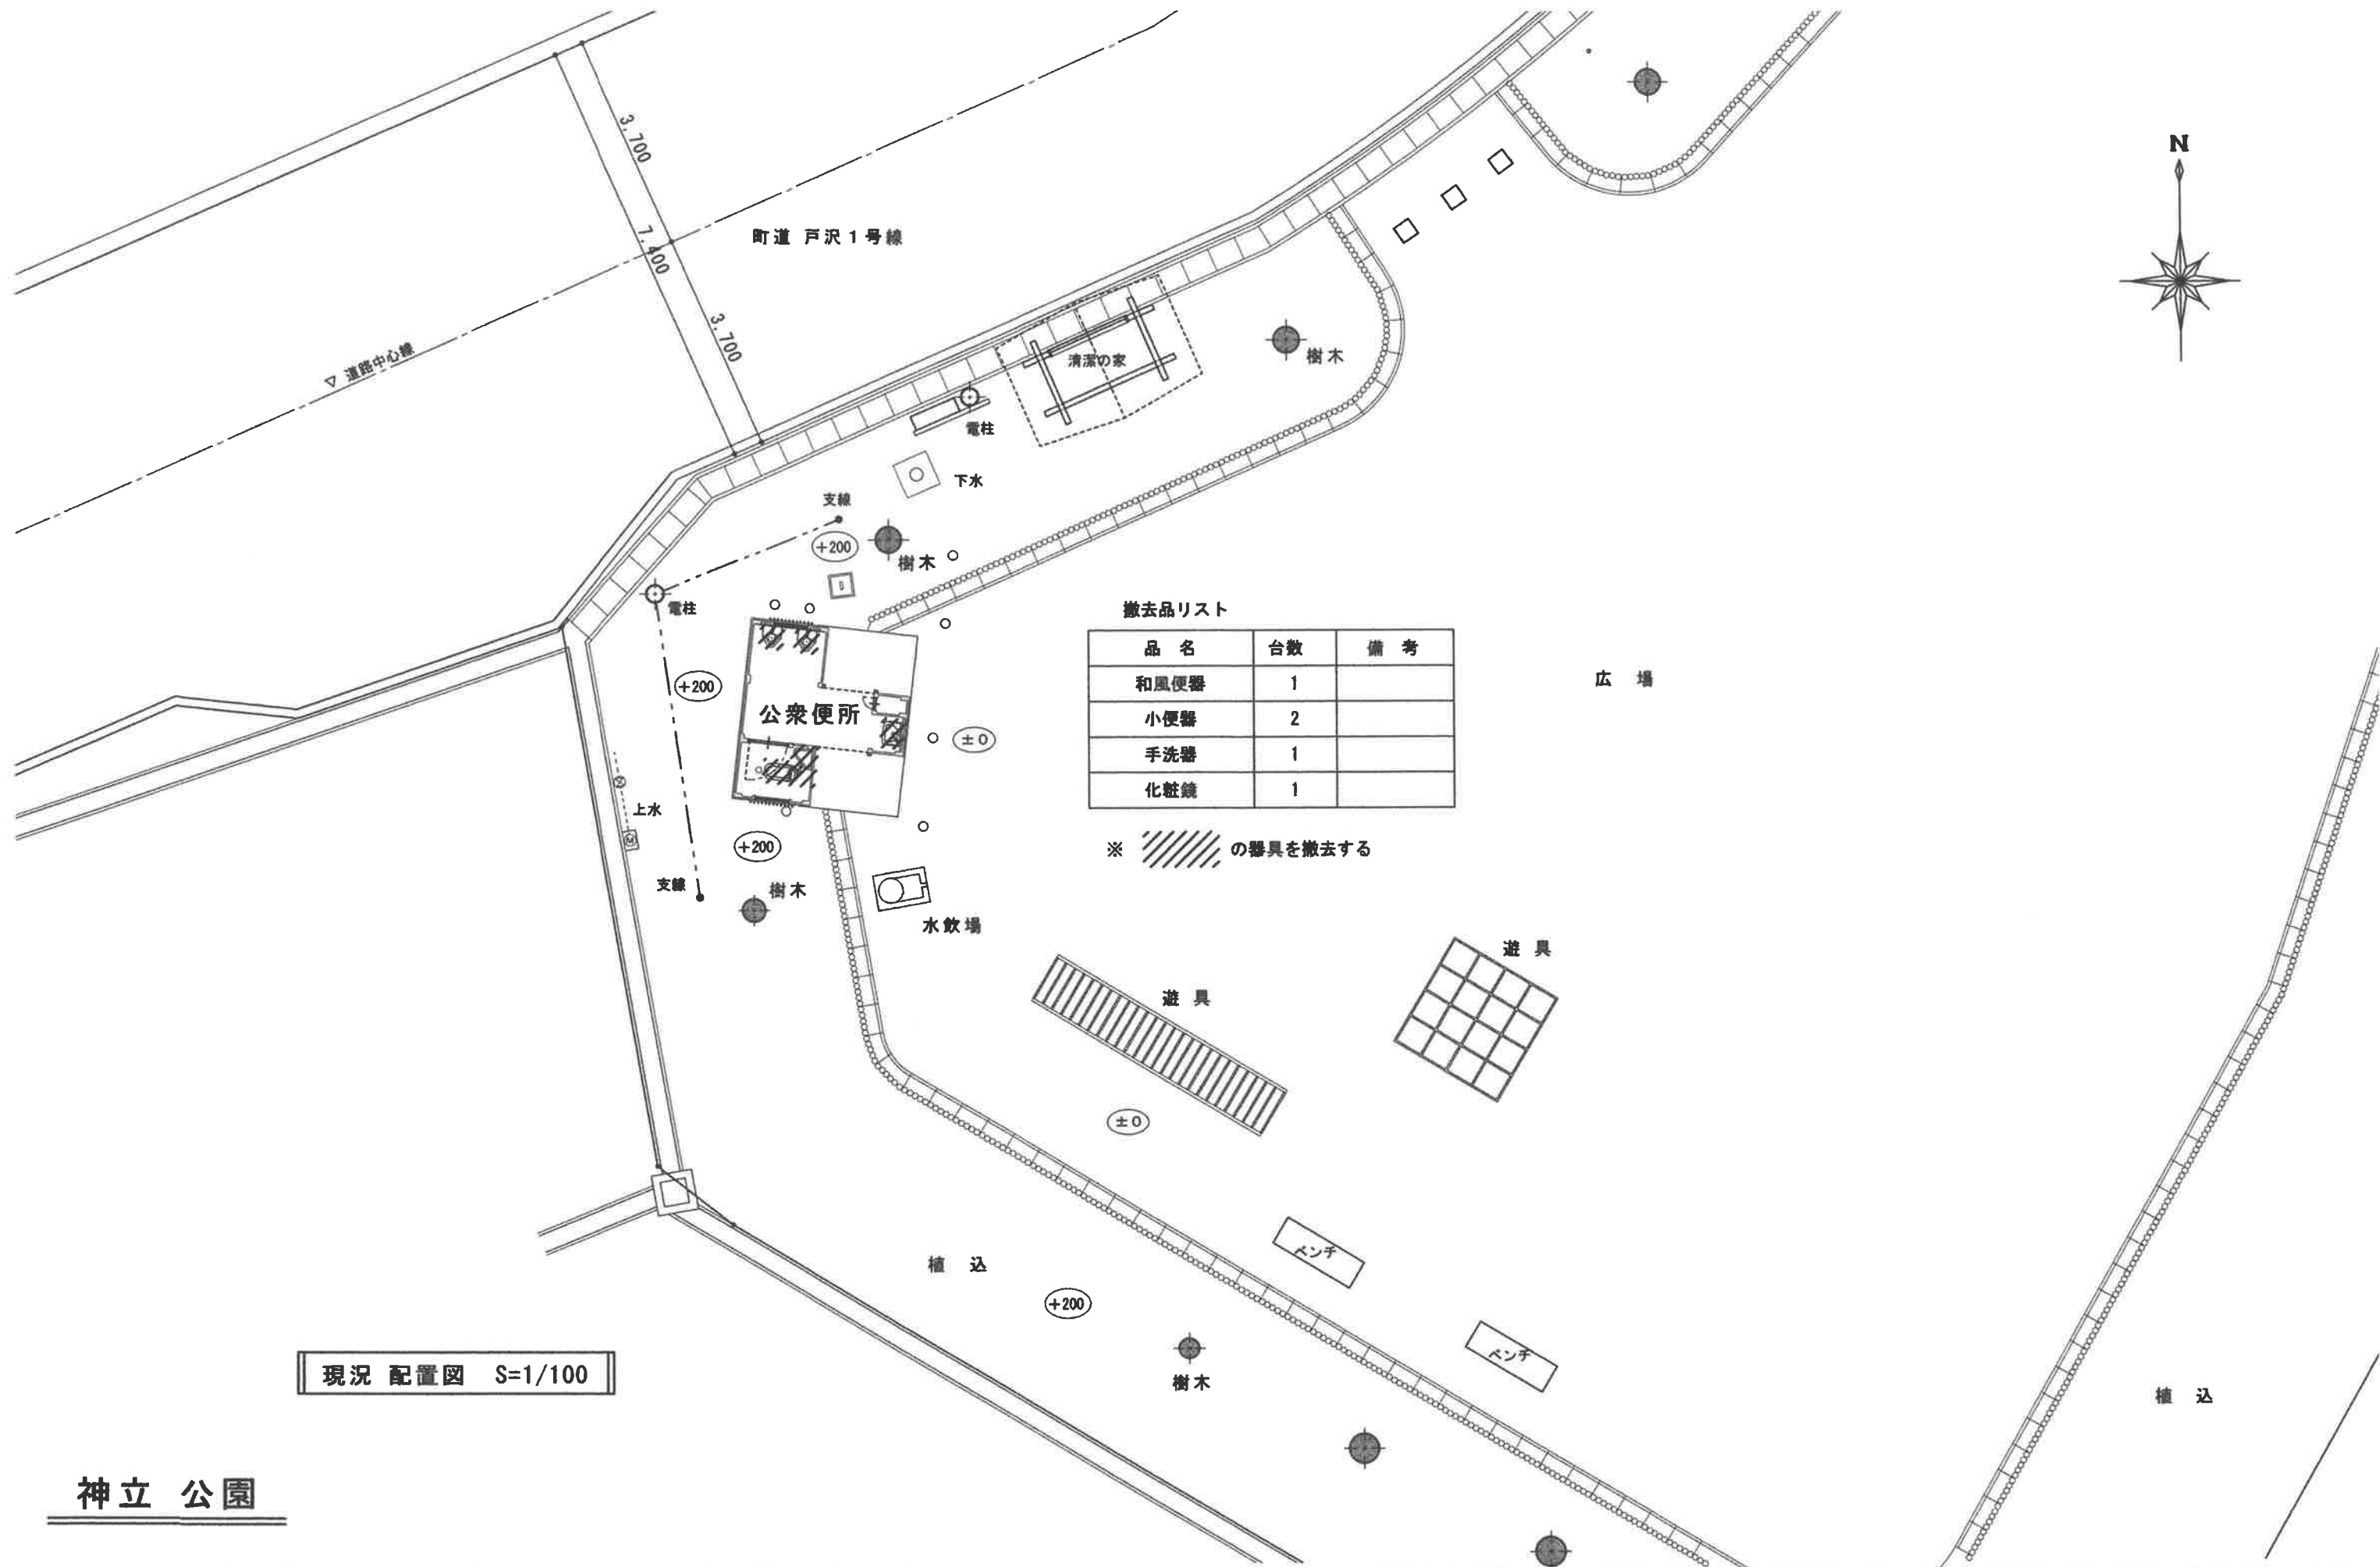 3,700
7,400
3,700
町道 戸沢1号線
▽ 道路中心線
N
清潔の家
樹木
電柱
下水
支線
+200
樹木
電柱
+200
公衆便所
±0
上水
+200
支線
樹木
水飲場
撤去品リスト
品 名 台数 備 考
和風便器 1
小便器 2
手洗器 1
化粧鏡 1
※ の器具を撤去する
広 場
遊 具
遊 具
±0
ベンチ
ベンチ
植 込
+200
樹木
植 込
現況 配置図 S=1/100
神立 公園